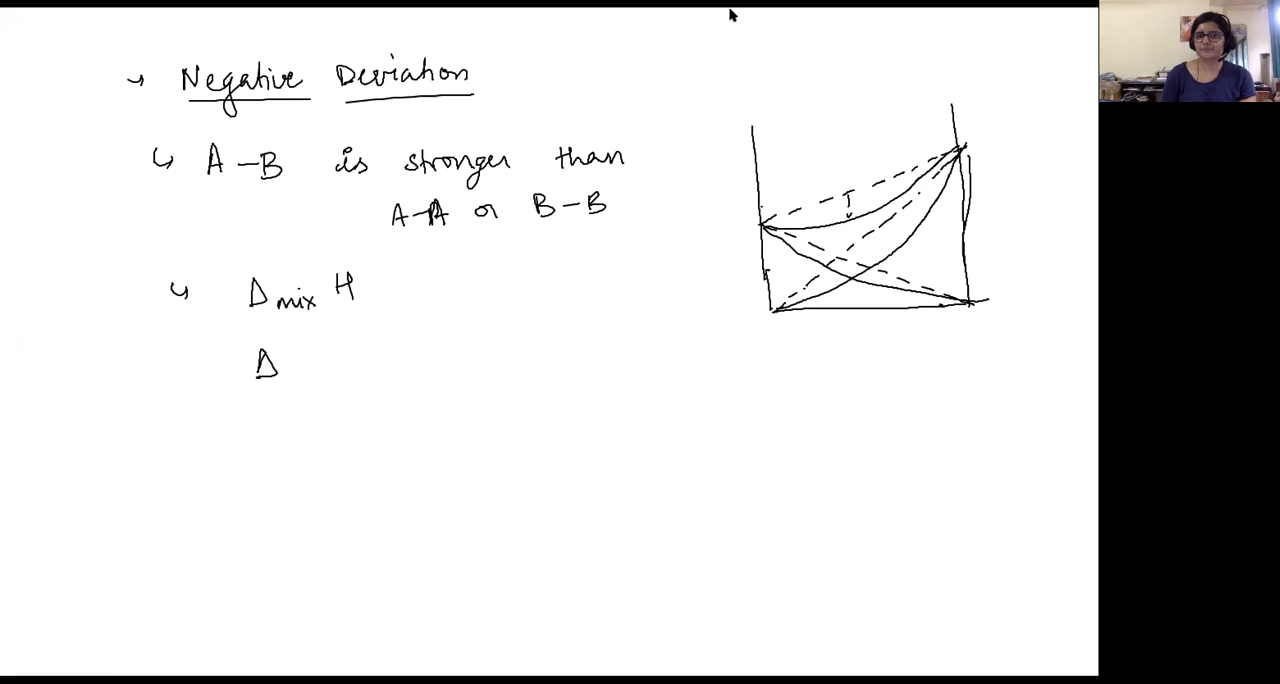 → Negative Deviation
↳ A-B is stronger than
A-A or B-B
↳ Δmix H
Δ